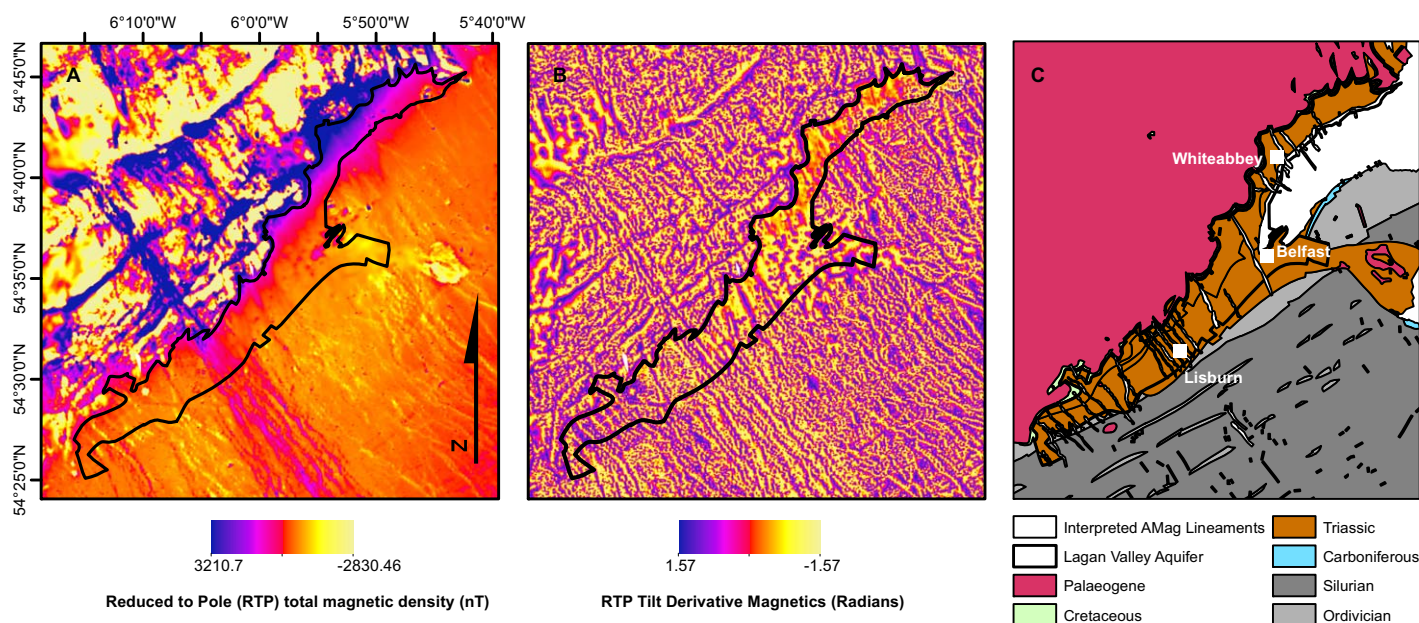 6°10'0"W 6°0'0"W 5°50'0"W 5°40'0"W
A
B
C
54°45'0"N
54°40'0"N
54°35'0"N
54°30'0"N
54°25'0"N
N
Whiteabbey
Belfast
Lisburn
3210.7 -2830.46
Reduced to Pole (RTP) total magnetic density (nT)
1.57 -1.57
RTP Tilt Derivative Magnetics (Radians)
Interpreted AMag Lineaments
Lagan Valley Aquifer
Palaeogene
Cretaceous
Triassic
Carboniferous
Silurian
Ordivician